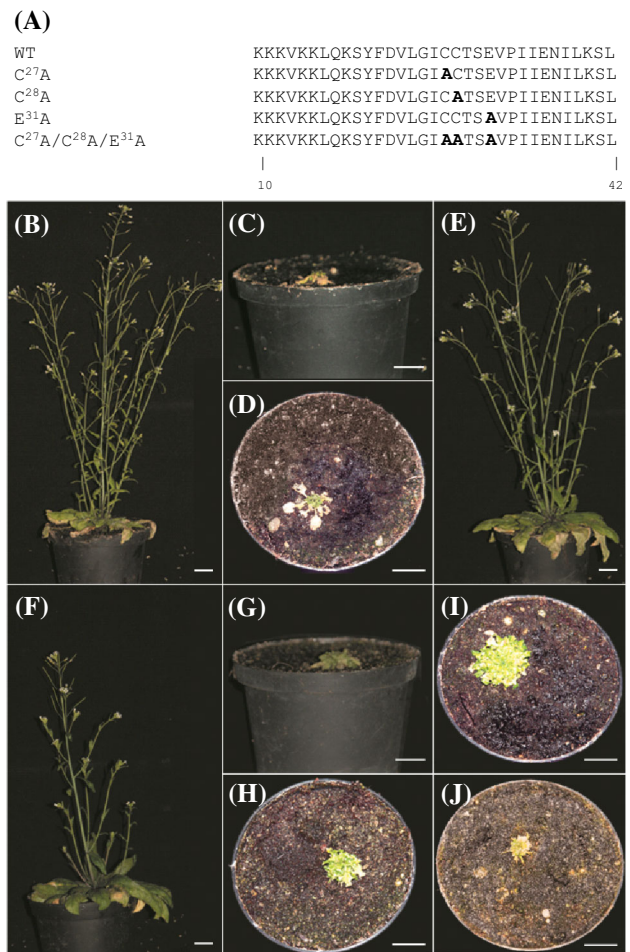 (A)
WT KKKVKKLQKSYFDVLGICCTSEVPIIENILKSL
C²⁷A KKKVKKLQKSYFDVLGIACTSEVPIIENILKSL
C²⁸A KKKVKKLQKSYFDVLGICATSEVPIIENILKSL
E³¹A KKKVKKLQKSYFDVLGICCTSAVPIIENILKSL
C²⁷A/C²⁸A/E³¹A KKKVKKLQKSYFDVLGIAATSAVPIIENILKSL
| |
10 42
(B)
(C)
(D)
(E)
(F)
(G)
(H)
(I)
(J)